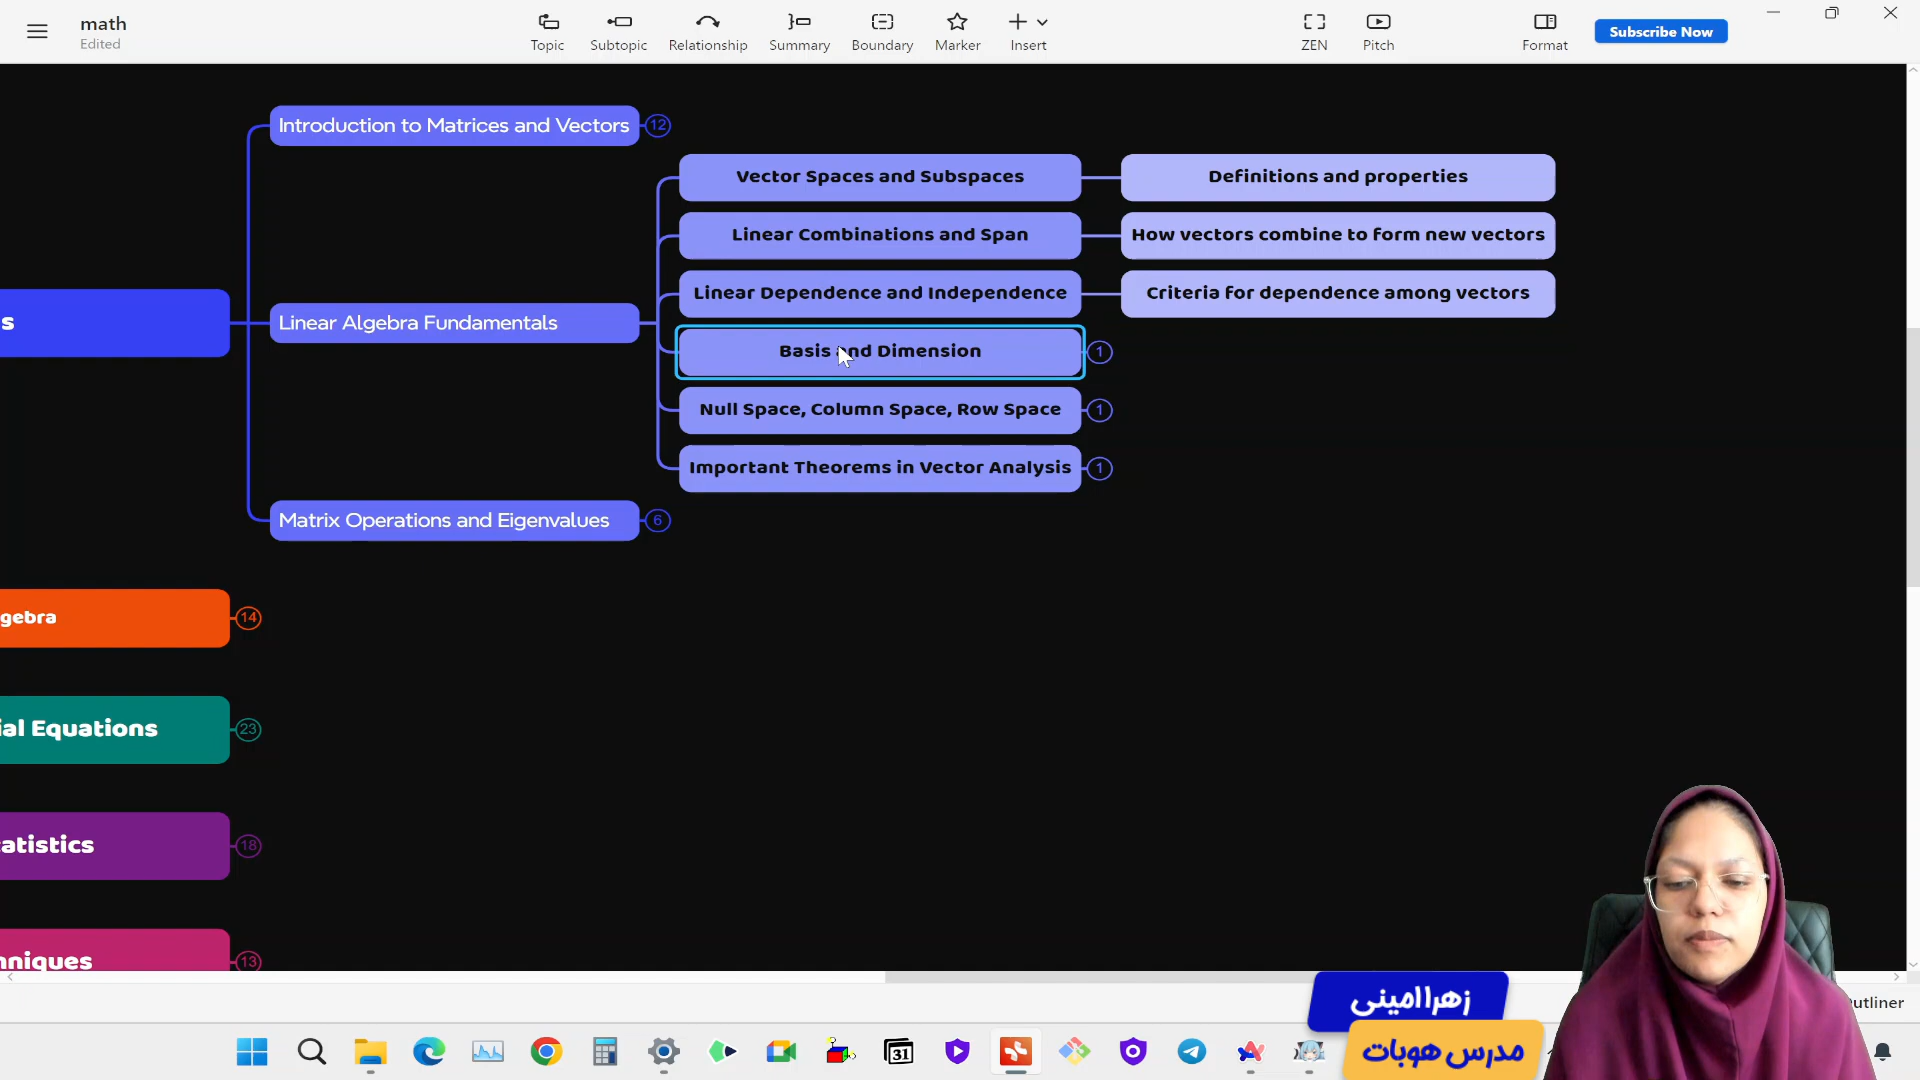 math
Edited
Topic
Subtopic
Relationship
Summary
Boundary
Marker
Insert
ZEN
Pitch
Format
Subscribe Now
Introduction to Matrices and Vectors
12
Vector Spaces and Subspaces
Definitions and properties
Linear Combinations and Span
How vectors combine to form new vectors
s
Linear Algebra Fundamentals
Linear Dependence and Independence
Criteria for dependence among vectors
Basis and Dimension
1
Null Space, Column Space, Row Space
1
Important Theorems in Vector Analysis
1
Matrix Operations and Eigenvalues
6
gebra
14
ial Equations
23
atistics
18
hniques
13
utliner
زهرا امینی
مدرس هوبات
31